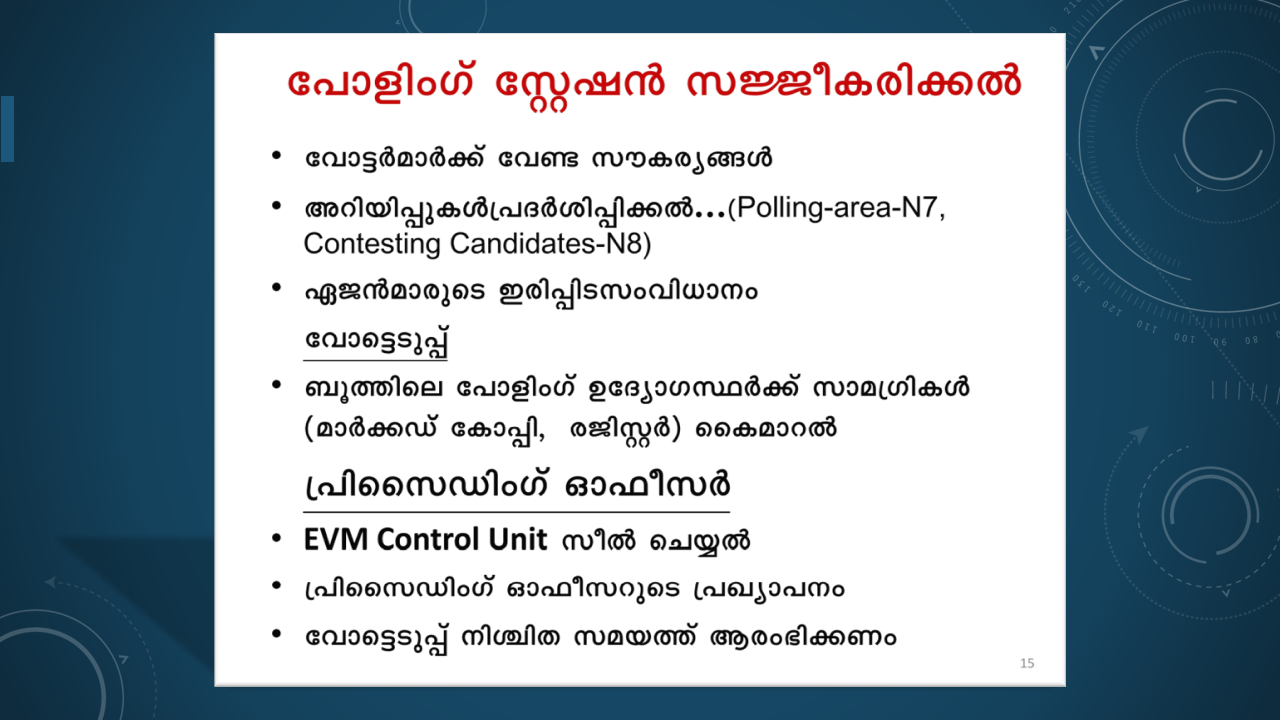 പോളിംഗ് സ്റ്റേഷൻ സജ്ജീകരിക്കൽ
• വോട്ടർമാർക്ക് വേണ്ട സൗകര്യങ്ങൾ
• അറിയിപ്പുകൾപ്രദർശിപ്പിക്കൽ...(Polling-area-N7,
Contesting Candidates-N8)
• ഏജൻമാരുടെ ഇരിപ്പിടസംവിധാനം
വോട്ടെടുപ്പ്
• ബൂത്തിലെ പോളിംഗ് ഉദ്യോഗസ്ഥർക്ക് സാമഗ്രികൾ
(മാർക്കഡ് കോപ്പി, രജിസ്റ്റർ) കൈമാറൽ
പ്രിസൈഡിംഗ് ഓഫീസർ
• EVM Control Unit സീൽ ചെയ്യൽ
• പ്രിസൈഡിംഗ് ഓഫീസറുടെ പ്രഖ്യാപനം
• വോട്ടെടുപ്പ് നിശ്ചിത സമയത്ത് ആരംഭിക്കണം
15